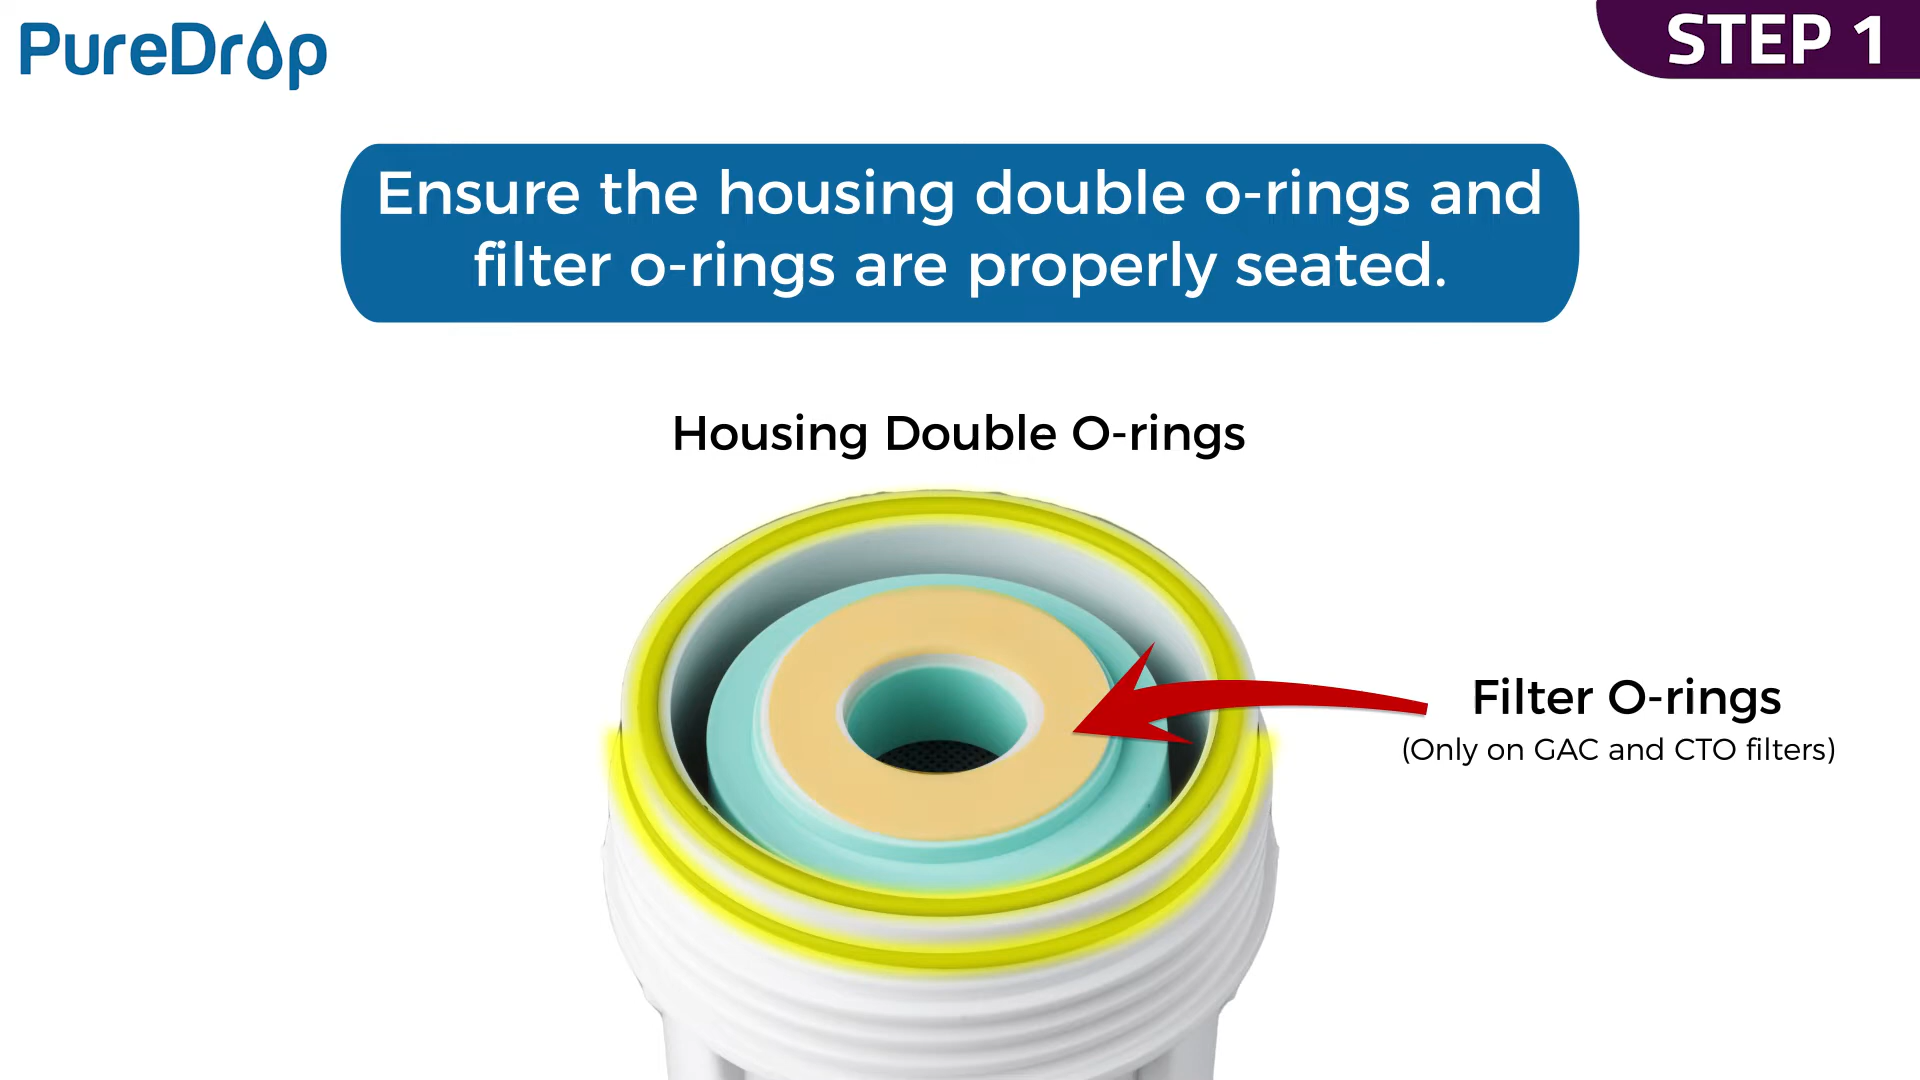 PureDrop
STEP 1
Ensure the housing double o-rings and
filter o-rings are properly seated.
Housing Double O-rings
Filter O-rings
(Only on GAC and CTO filters)